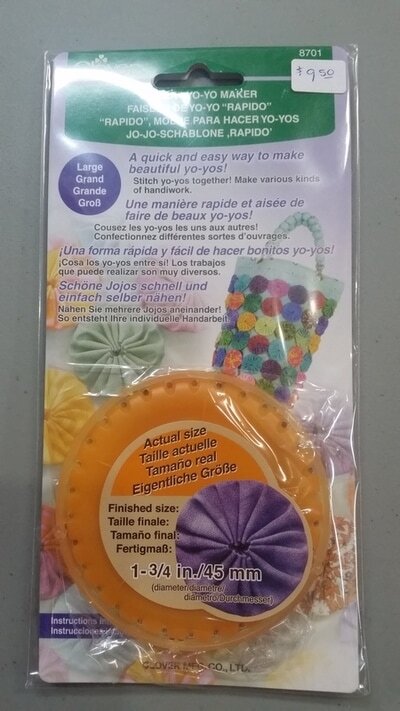 8701
$9.50
YO-YO MAKER
DE YO-YO "RAPIDO"
"RAPIDO", PARA HACER YO-YOS
JO-JO-SCHABLONE ,RAPIDO'
Large
Grand
Grande
Groß
A quick and easy way to make
beautiful yo-yos!
Stitch yo-yos together! Make various kinds
of handiwork.
Une manière rapide et aisée de
faire de beaux yo-yos!
Cousez les yo-yos les uns aux autres!
Confectionnez différentes sortes d'ouvrages.
¡Una forma rápida y fácil de hacer bonitos yo-yos!
¡Cosa los yo-yos entre sí! Los trabajos
que puede realizar son muy diversos.
Schöne Jojos schnell und
einfach selber nähen!
Nähen Sie mehrere Jojos aneinander!
So entsteht Ihre individuelle Handarbeit.
Actual size
Taille actuelle
Tamaño real
Eigentliche Größe
Finished size:
Taille finale:
Tamaño final:
Fertigmaß:
1-3/4 in./45 mm
(diameter/diamètre/
diámetro/Durchmesser)
Instructions
Instrucciones
CLOVER MFG. CO., LTD.